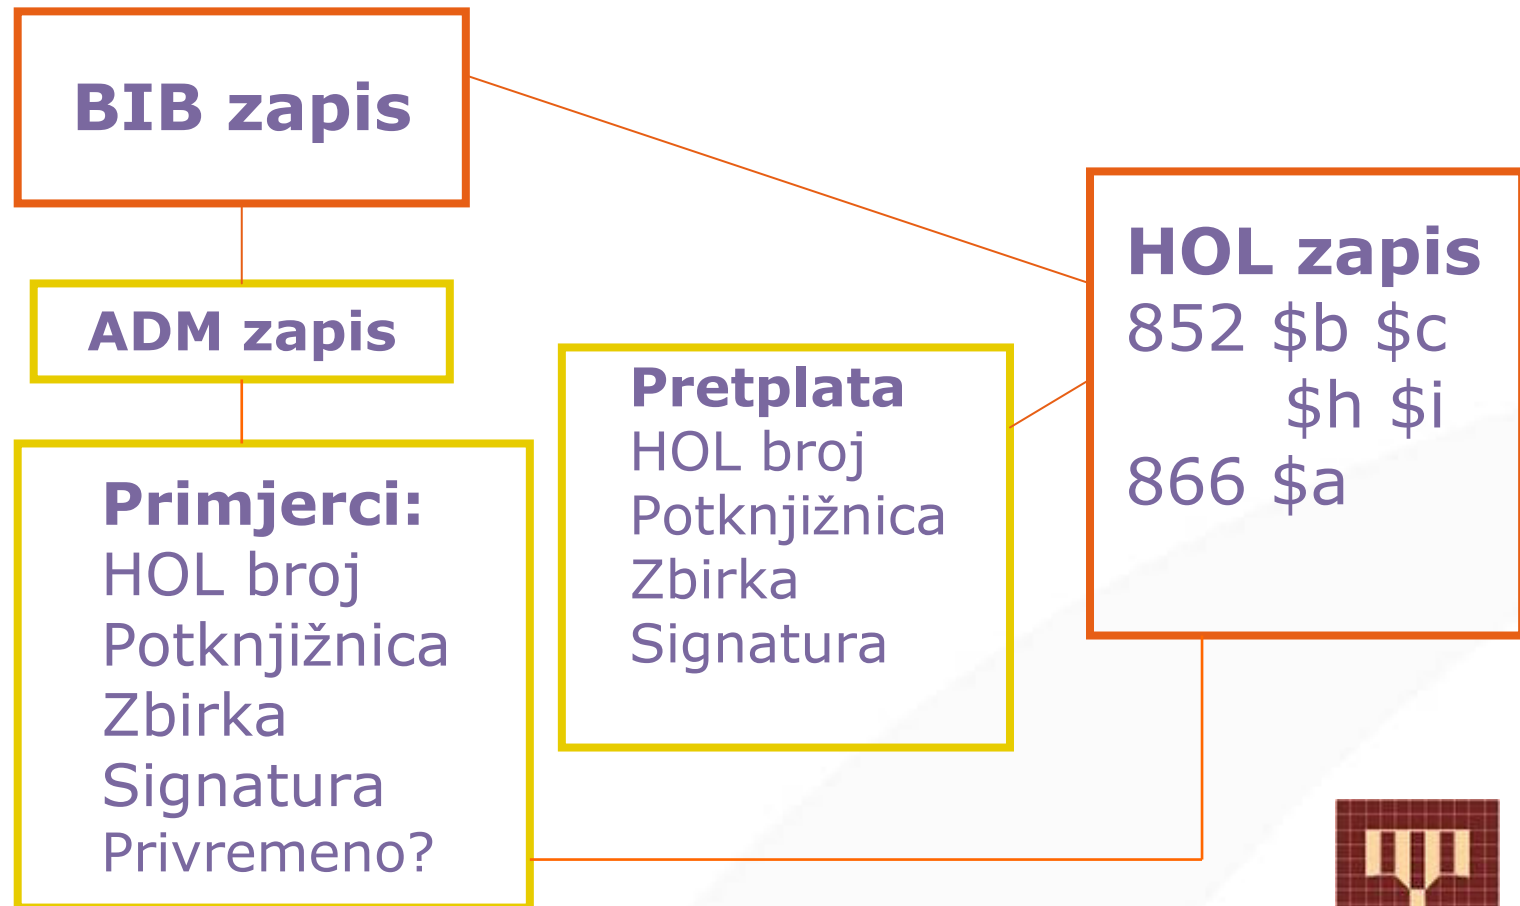 BIB zapis
ADM zapis
Primjerci:
HOL broj
Potknjižnica
Zbirka
Signatura
Privremeno?
Pretplata
HOL broj
Potknjižnica
Zbirka
Signatura
HOL zapis
852 $b $c
$h $i
866 $a